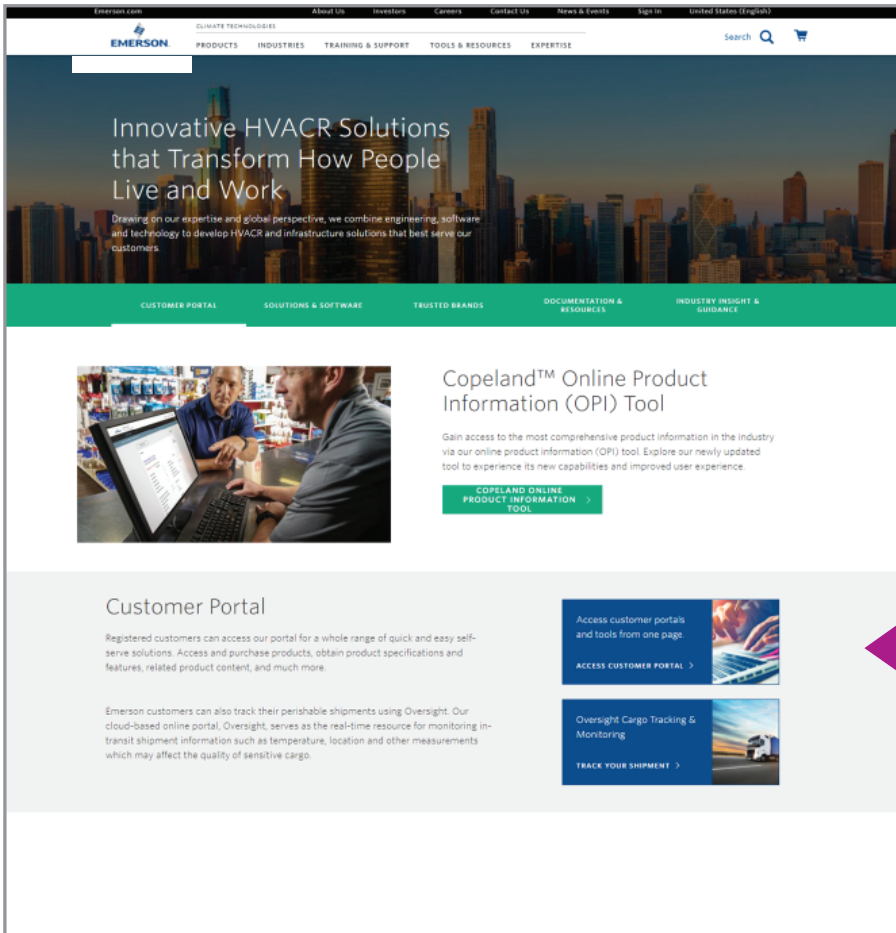 Emerson.com About Us Investors Careers Contact Us News & Events Sign In United States (English)
CLIMATE TECHNOLOGIES
EMERSON
PRODUCTS INDUSTRIES TRAINING & SUPPORT TOOLS & RESOURCES EXPERTISE
Search
Innovative HVACR Solutions
that Transform How People
Live and Work
Drawing on our expertise and global perspective, we combine engineering, software
and technology to develop HVACR and infrastructure solutions that best serve our
customers.
CUSTOMER PORTAL SOLUTIONS & SOFTWARE TRUSTED BRANDS DOCUMENTATION & RESOURCES INDUSTRY INSIGHT & GUIDANCE
Copeland™ Online Product
Information (OPI) Tool
Gain access to the most comprehensive product information in the industry
via our online product information (OPI) tool. Explore our newly updated
tool to experience its new capabilities and improved user experience.
COPELAND ONLINE
PRODUCT INFORMATION >
TOOL
Customer Portal
Registered customers can access our portal for a whole range of quick and easy self-
serve solutions. Access and purchase products, obtain product specifications and
features, related product content, and much more.
Emerson customers can also track their perishable shipments using Oversight. Our
cloud-based online portal, Oversight, serves as the real-time resource for monitoring in-
transit shipment information such as temperature, location and other measurements
which may affect the quality of sensitive cargo.
Access customer portals
and tools from one page.
ACCESS CUSTOMER PORTAL >
Oversight Cargo Tracking &
Monitoring
TRACK YOUR SHIPMENT >